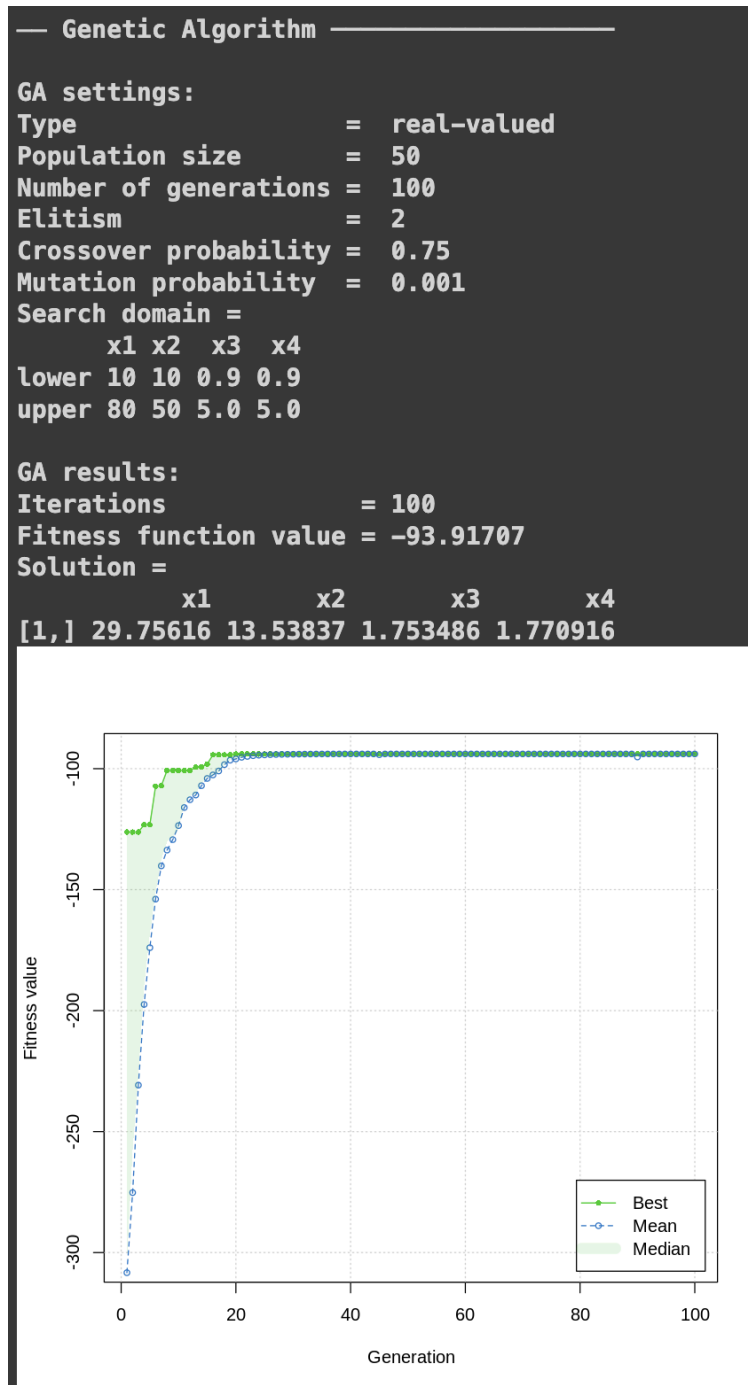 ── Genetic Algorithm ───────────────────
GA settings:
Type                  =  real-valued
Population size       =  50
Number of generations =  100
Elitism               =  2
Crossover probability =  0.75
Mutation probability  =  0.001
Search domain =
      x1 x2  x3  x4
lower 10 10 0.9 0.9
upper 80 50 5.0 5.0
GA results:
Iterations             = 100
Fitness function value = -93.91707
Solution =
           x1       x2       x3       x4
[1,] 29.75616 13.53837 1.753486 1.770916
-100
-150
-200
-250
-300
Fitness value
Best
Mean
Median
0 20 40 60 80 100
Generation